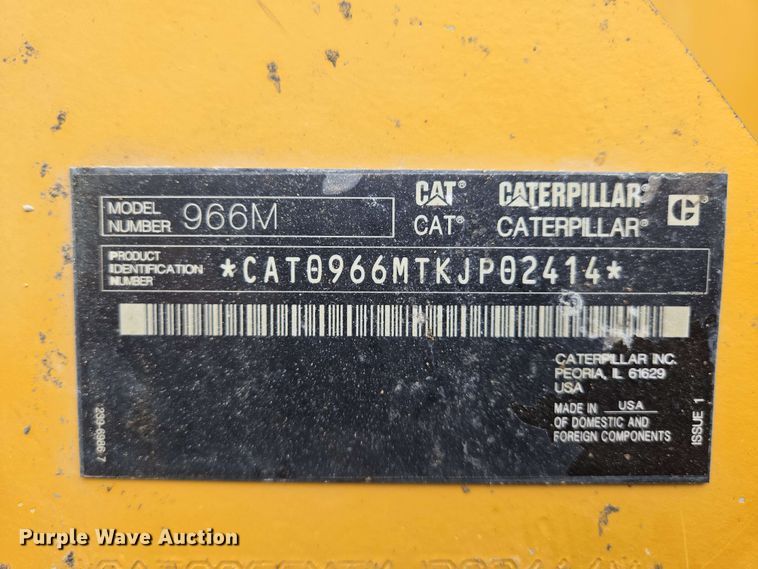 MODEL NUMBER 966M
CAT® CATERPILLAR®
CAT® CATERPILLAR®
PRODUCT IDENTIFICATION NUMBER *CAT0966MTKJP02414*
CATERPILLAR INC.
PEORIA, IL 61629
USA
MADE IN USA
OF DOMESTIC AND
FOREIGN COMPONENTS
ISSUE 1
Purple Wave Auction